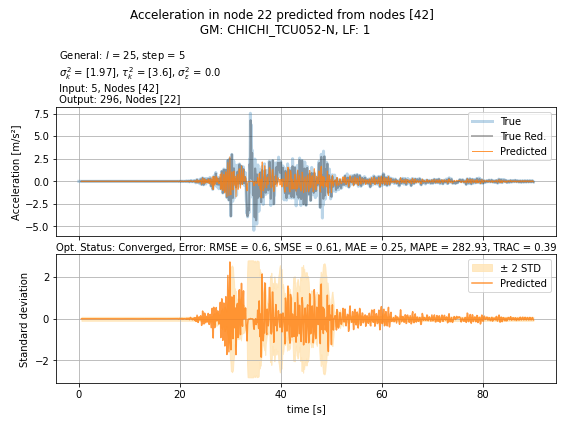 Acceleration in node 22 predicted from nodes [42]
GM: CHICHI_TCU052-N, LF: 1
General: l = 25, step = 5
σ²ₖ = [1.97], τ²ₖ = [3.6], σ²ε = 0.0
Input: 5, Nodes [42]
Output: 296, Nodes [22]
Acceleration [m/s²]
7.5
5.0
2.5
0.0
−2.5
−5.0
True
True Red.
Predicted
Opt. Status: Converged, Error: RMSE = 0.6, SMSE = 0.61, MAE = 0.25, MAPE = 282.93, TRAC = 0.39
Standard deviation
2
0
−2
± 2 STD
Predicted
0
20
40
60
80
time [s]